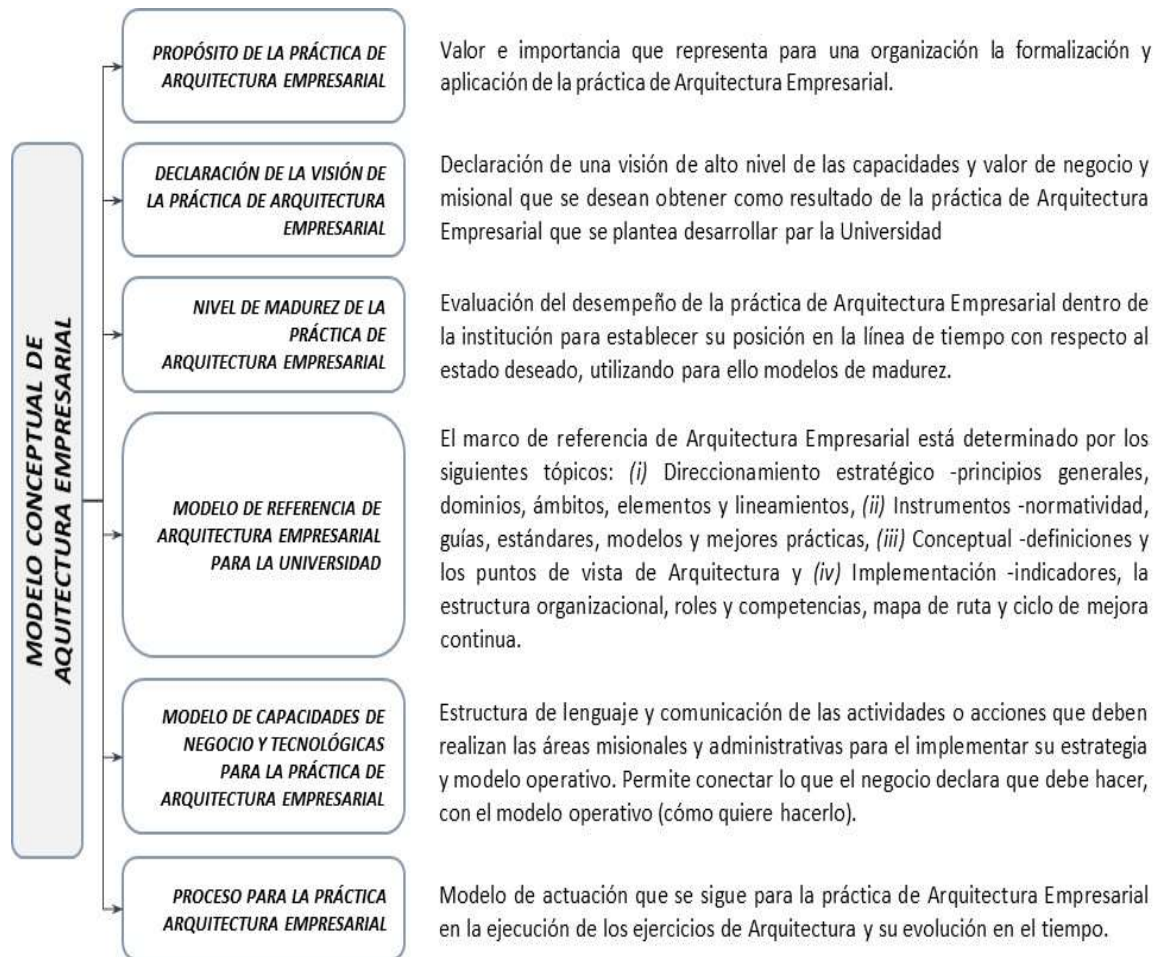 MODELO CONCEPTUAL DE
AQUITECTURA EMPRESARIAL
PROPÓSITO DE LA PRÁCTICA DE
ARQUITECTURA EMPRESARIAL
Valor e importancia que representa para una organización la formalización y
aplicación de la práctica de Arquitectura Empresarial.
DECLARACIÓN DE LA VISIÓN DE
LA PRÁCTICA DE ARQUITECTURA
EMPRESARIAL
Declaración de una visión de alto nivel de las capacidades y valor de negocio y
misional que se desean obtener como resultado de la práctica de Arquitectura
Empresarial que se plantea desarrollar par la Universidad
NIVEL DE MADUREZ DE LA
PRÁCTICA DE
ARQUITECTURA EMPRESARIAL
Evaluación del desempeño de la práctica de Arquitectura Empresarial dentro de
la institución para establecer su posición en la línea de tiempo con respecto al
estado deseado, utilizando para ello modelos de madurez.
MODELO DE REFERENCIA DE
ARQUITECTURA EMPRESARIAL
PARA LA UNIVERSIDAD
El marco de referencia de Arquitectura Empresarial está determinado por los
siguientes tópicos: (i) Direccionamiento estratégico -principios generales,
dominios, ámbitos, elementos y lineamientos, (ii) Instrumentos -normatividad,
guías, estándares, modelos y mejores prácticas, (iii) Conceptual -definiciones y
los puntos de vista de Arquitectura y (iv) Implementación -indicadores, la
estructura organizacional, roles y competencias, mapa de ruta y ciclo de mejora
continua.
MODELO DE CAPACIDADES DE
NEGOCIO Y TECNOLÓGICAS
PARA LA PRÁCTICA DE
ARQUITECTURA EMPRESARIAL
Estructura de lenguaje y comunicación de las actividades o acciones que deben
realizan las áreas misionales y administrativas para el implementar su estrategia
y modelo operativo. Permite conectar lo que el negocio declara que debe hacer,
con el modelo operativo (cómo quiere hacerlo).
PROCESO PARA LA PRÁCTICA
ARQUITECTURA EMPRESARIAL
Modelo de actuación que se sigue para la práctica de Arquitectura Empresarial
en la ejecución de los ejercicios de Arquitectura y su evolución en el tiempo.